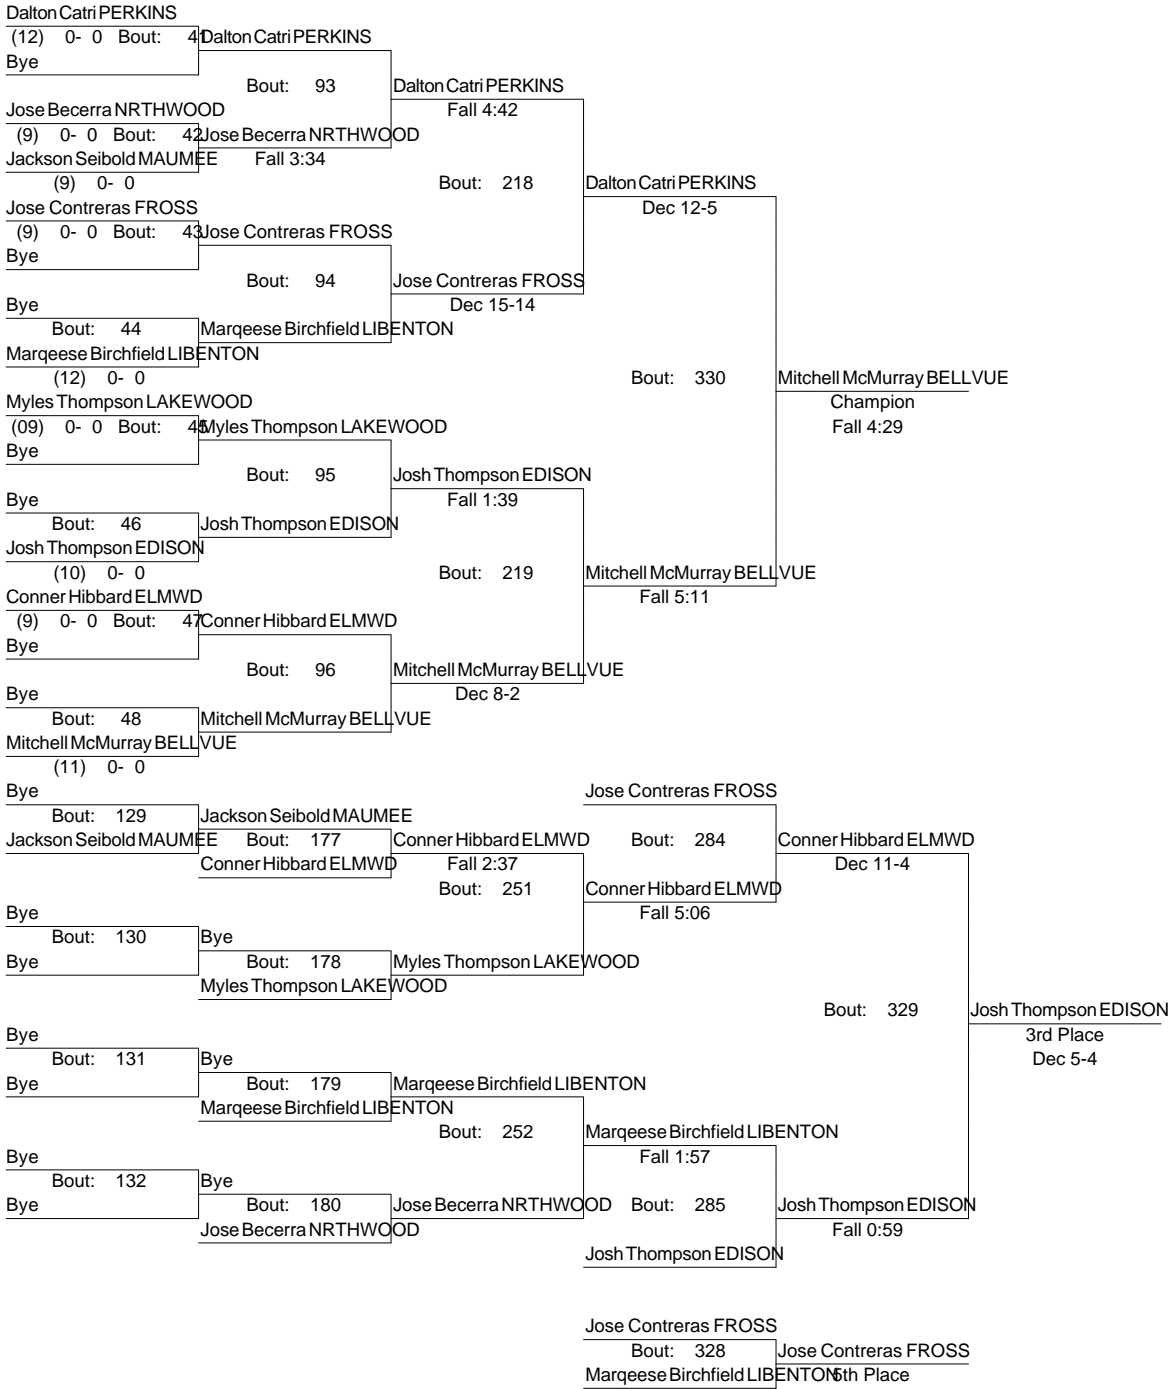 Dalton Catri PERKINS
(12) 0- 0 Bout: 41 Dalton Catri PERKINS
Bye
Bout: 93 Dalton Catri PERKINS
Jose Becerra NRTHWOOD Fall 4:42
(9) 0- 0 Bout: 42 Jose Becerra NRTHWOOD
Jackson Seibold MAUMEE Fall 3:34
(9) 0- 0 Bout: 218 Dalton Catri PERKINS
Jose Contreras FROSS Dec 12-5
(9) 0- 0 Bout: 43 Jose Contreras FROSS
Bye
Bout: 94 Jose Contreras FROSS
Bye Dec 15-14
Bout: 44 Marqeese Birchfield LIBENTON
Marqeese Birchfield LIBENTON
(12) 0- 0 Bout: 330 Mitchell McMurray BELLVUE
Myles Thompson LAKEWOOD Champion
(09) 0- 0 Bout: 45 Myles Thompson LAKEWOOD Fall 4:29
Bye
Bout: 95 Josh Thompson EDISON
Bye Fall 1:39
Bout: 46 Josh Thompson EDISON
Josh Thompson EDISON
(10) 0- 0 Bout: 219 Mitchell McMurray BELLVUE
Conner Hibbard ELMWD Fall 5:11
(9) 0- 0 Bout: 47 Conner Hibbard ELMWD
Bye
Bout: 96 Mitchell McMurray BELLVUE
Bye Dec 8-2
Bout: 48 Mitchell McMurray BELLVUE
Mitchell McMurray BELLVUE
(11) 0- 0
Bye Jose Contreras FROSS
Bout: 129 Jackson Seibold MAUMEE
Jackson Seibold MAUMEE Bout: 177 Conner Hibbard ELMWD Bout: 284 Conner Hibbard ELMWD
Conner Hibbard ELMWD Fall 2:37 Dec 11-4
Bout: 251 Conner Hibbard ELMWD
Bye Fall 5:06
Bout: 130 Bye
Bye Bout: 178 Myles Thompson LAKEWOOD
Myles Thompson LAKEWOOD
Bout: 329 Josh Thompson EDISON
Bye 3rd Place
Bout: 131 Bye Dec 5-4
Bye Bout: 179 Marqeese Birchfield LIBENTON
Marqeese Birchfield LIBENTON
Bout: 252 Marqeese Birchfield LIBENTON
Bye Fall 1:57
Bout: 132 Bye
Bye Bout: 180 Jose Becerra NRTHWOOD Bout: 285 Josh Thompson EDISON
Jose Becerra NRTHWOOD Fall 0:59
Josh Thompson EDISON
Jose Contreras FROSS
Bout: 328 Jose Contreras FROSS
Marqeese Birchfield LIBENTON 5th Place